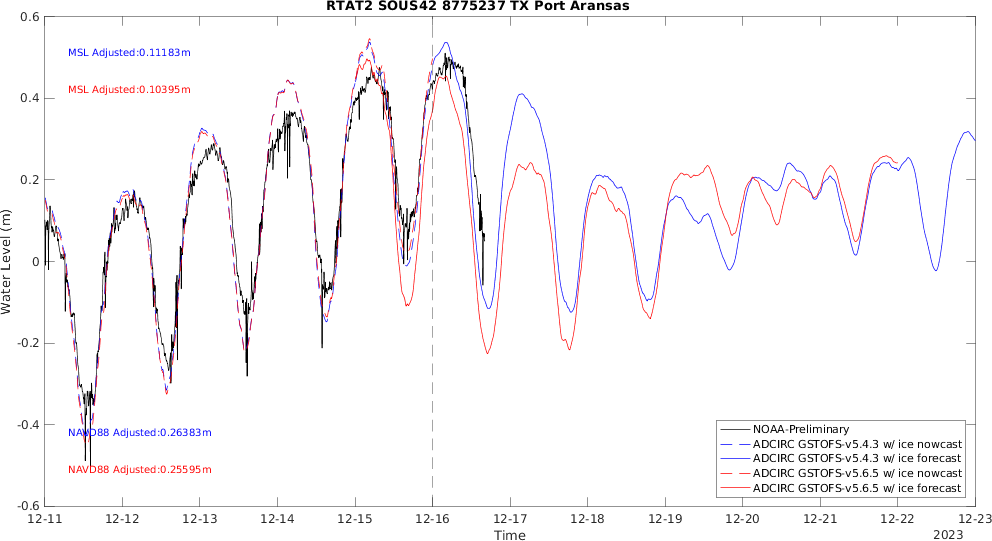 RTAT2 SOUS42 8775237 TX Port Aransas
0.6
0.4
0.2
0
-0.2
-0.4
-0.6
Water Level (m)
MSL Adjusted:0.11183m
MSL Adjusted:0.10395m
NAVD88 Adjusted:0.26383m
NAVD88 Adjusted:0.25595m
NOAA-Preliminary
ADCIRC GSTOFS-v5.4.3 w/ ice nowcast
ADCIRC GSTOFS-v5.4.3 w/ ice forecast
ADCIRC GSTOFS-v5.6.5 w/ ice nowcast
ADCIRC GSTOFS-v5.6.5 w/ ice forecast
12-11 12-12 12-13 12-14 12-15 12-16 12-17 12-18 12-19 12-20 12-21 12-22 12-23
Time
2023